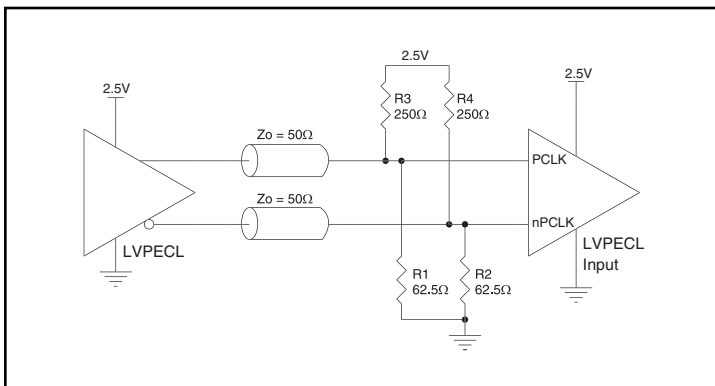 2.5V
2.5V
2.5V
R3
250Ω
R4
250Ω
Zo = 50Ω
PCLK
Zo = 50Ω
nPCLK
LVPECL
LVPECL
Input
R1
62.5Ω
R2
62.5Ω